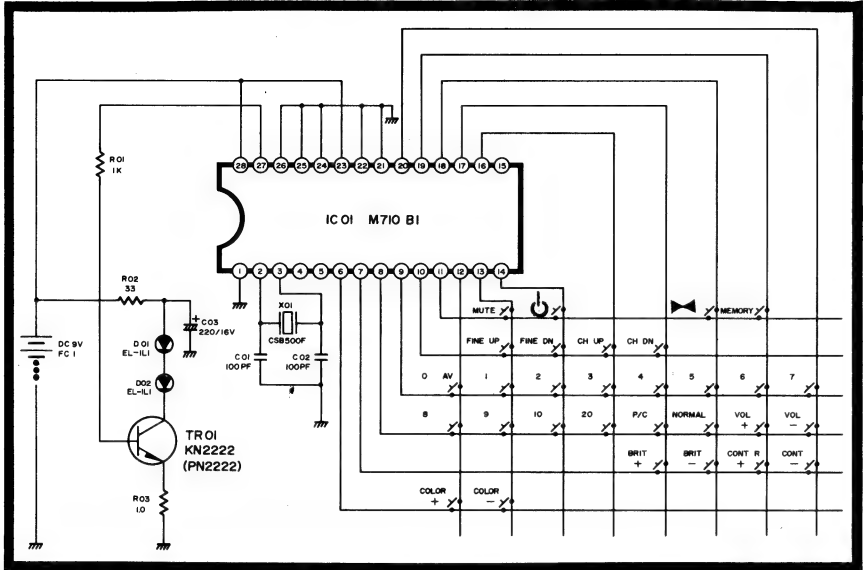 28 27 26 25 24 23 22 21 20 19 18 17 16 15
R01
1K
IC01 M710 B1
1 2 3 4 5 6 7 8 9 10 11 12 13 14
R02
33
X01
CSB500F
C03
220/16V
+
DC 9V
FC 1
D01
EL-1L1
D02
EL-1L1
C01
100PF
C02
100PF
TR01
KN2222
(PN2222)
R03
1.0
MUTE MEMORY
FINE UP FINE DN CH UP CH DN
0 AV 1 2 3 4 5 6 7
8 9 10 20 P/C NORMAL VOL + VOL -
BRIT + BRIT - CONT R + CONT -
COLOR + COLOR -